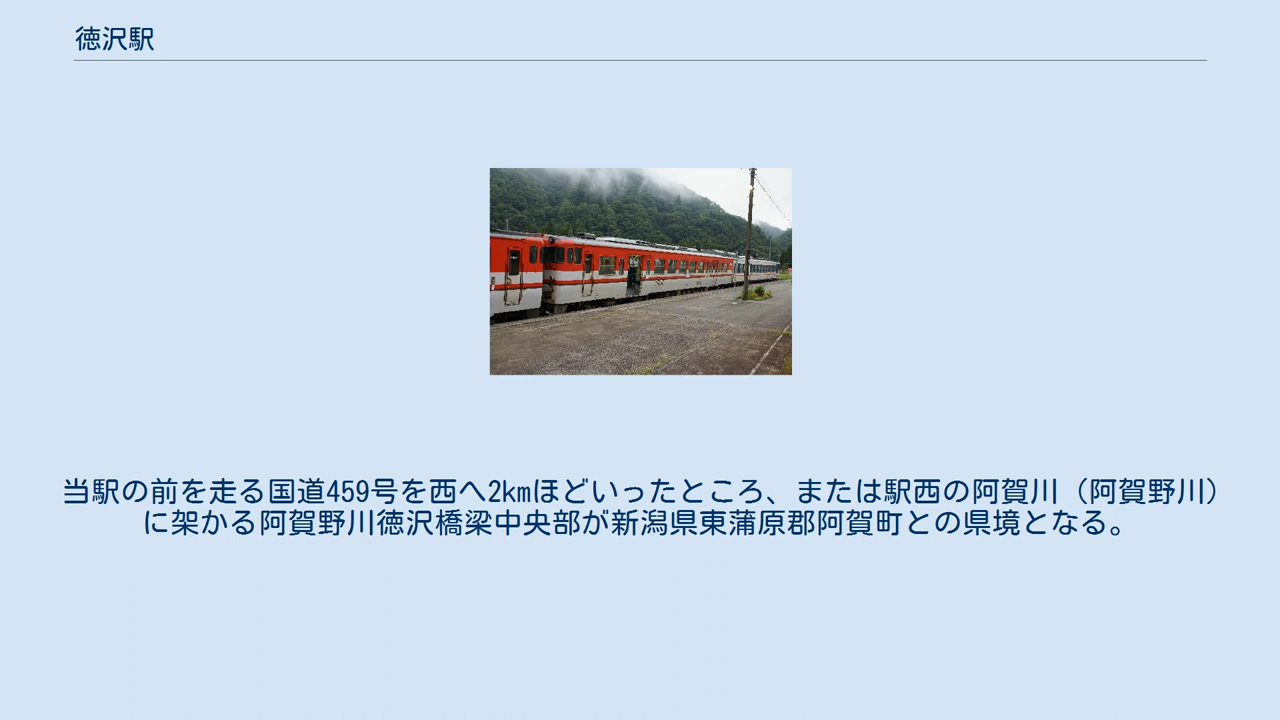 徳沢駅
当駅の前を走る国道459号を西へ2kmほどいったところ、または駅西の阿賀川（阿賀野川）
に架かる阿賀野川徳沢橋梁中央部が新潟県東蒲原郡阿賀町との県境となる。